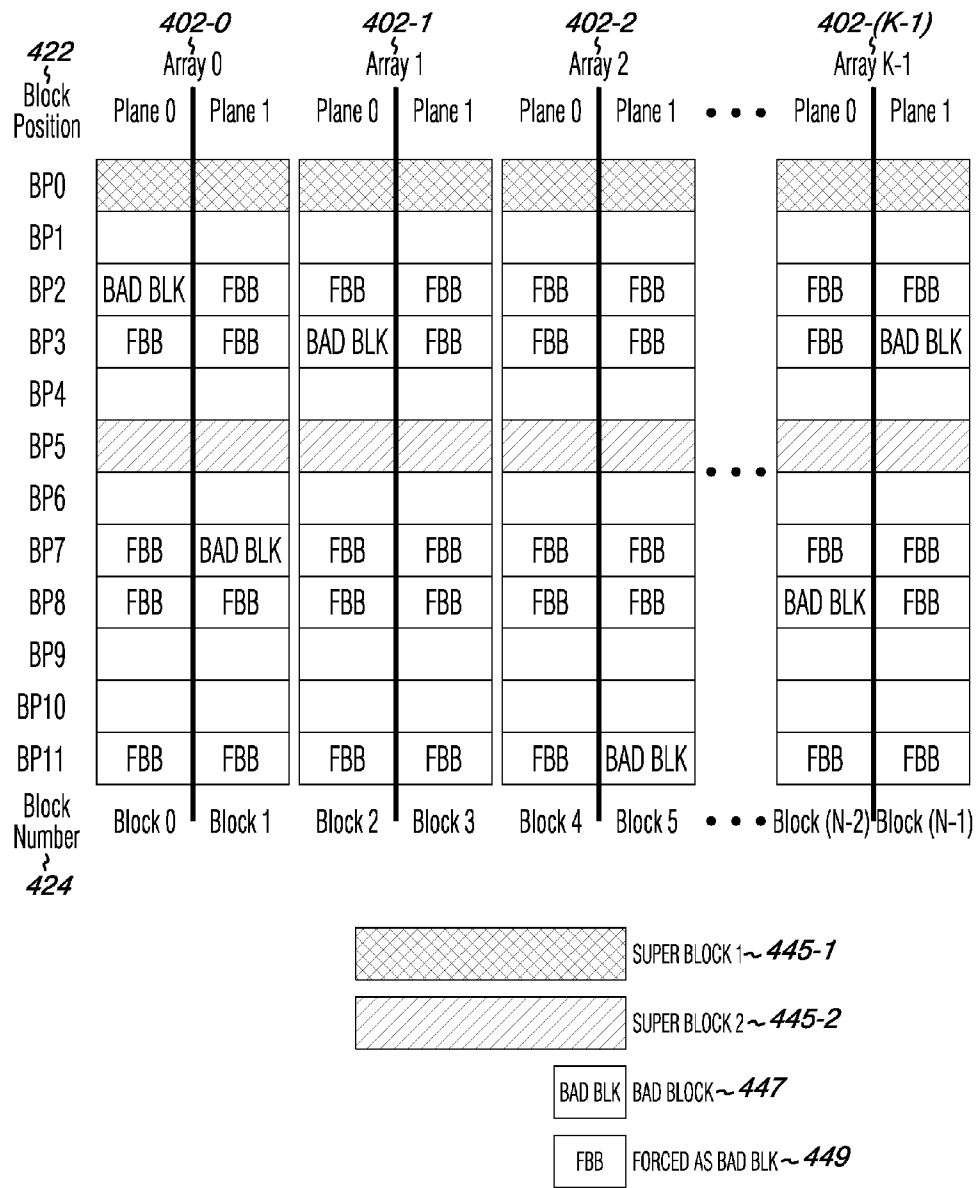 402-0 402-1 402-2 402-(K-1)
422 Array 0 Array 1 Array 2 Array K-1
Block Position Plane 0 Plane 1 Plane 0 Plane 1 Plane 0 Plane 1 • • • Plane 0 Plane 1
BP0
BP1
BP2 BAD BLK FBB FBB FBB FBB FBB FBB FBB
BP3 FBB FBB BAD BLK FBB FBB FBB FBB BAD BLK
BP4
BP5
• • •
BP6
BP7 FBB BAD BLK FBB FBB FBB FBB FBB FBB
BP8 FBB FBB FBB FBB FBB FBB BAD BLK FBB
BP9
BP10
BP11 FBB FBB FBB FBB FBB BAD BLK FBB FBB
Block Number Block 0 Block 1 Block 2 Block 3 Block 4 Block 5 • • • Block (N-2) Block (N-1)
424
SUPER BLOCK 1~ 445-1
SUPER BLOCK 2~ 445-2
BAD BLK BAD BLOCK~ 447
FBB FORCED AS BAD BLK~ 449